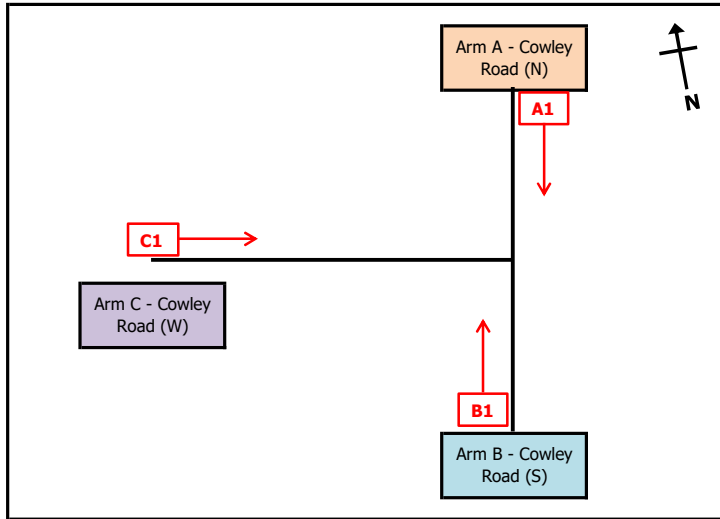 Arm A - Cowley
Road (N)
A1
N
C1
Arm C - Cowley
Road (W)
B1
Arm B - Cowley
Road (S)